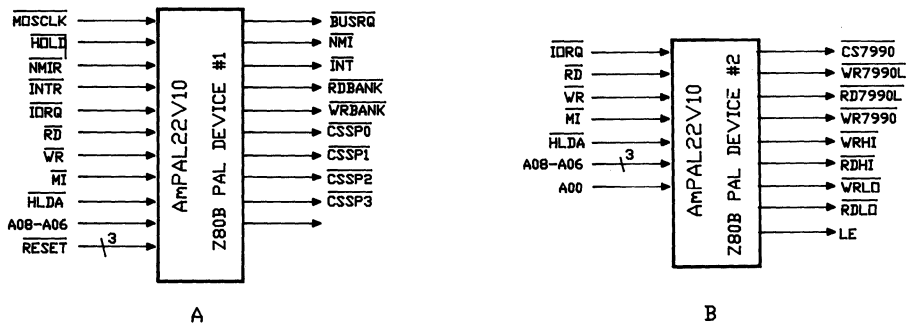 MOSCLK
HOLD
NMIR
INTR
IORQ
RD
WR
MI
HLDA
A08-A06
RESET
3
AmPAL22V10
Z80B PAL DEVICE #1
BUSRQ
NMI
INT
RDBANK
WRBANK
CSSP0
CSSP1
CSSP2
CSSP3
A
IORQ
RD
WR
MI
HLDA
A08-A06
3
A00
AmPAL22V10
Z80B PAL DEVICE #2
CS7990
WR7990L
RD7990L
WR7990
WRHI
RDHI
WRLO
RDLO
LE
B